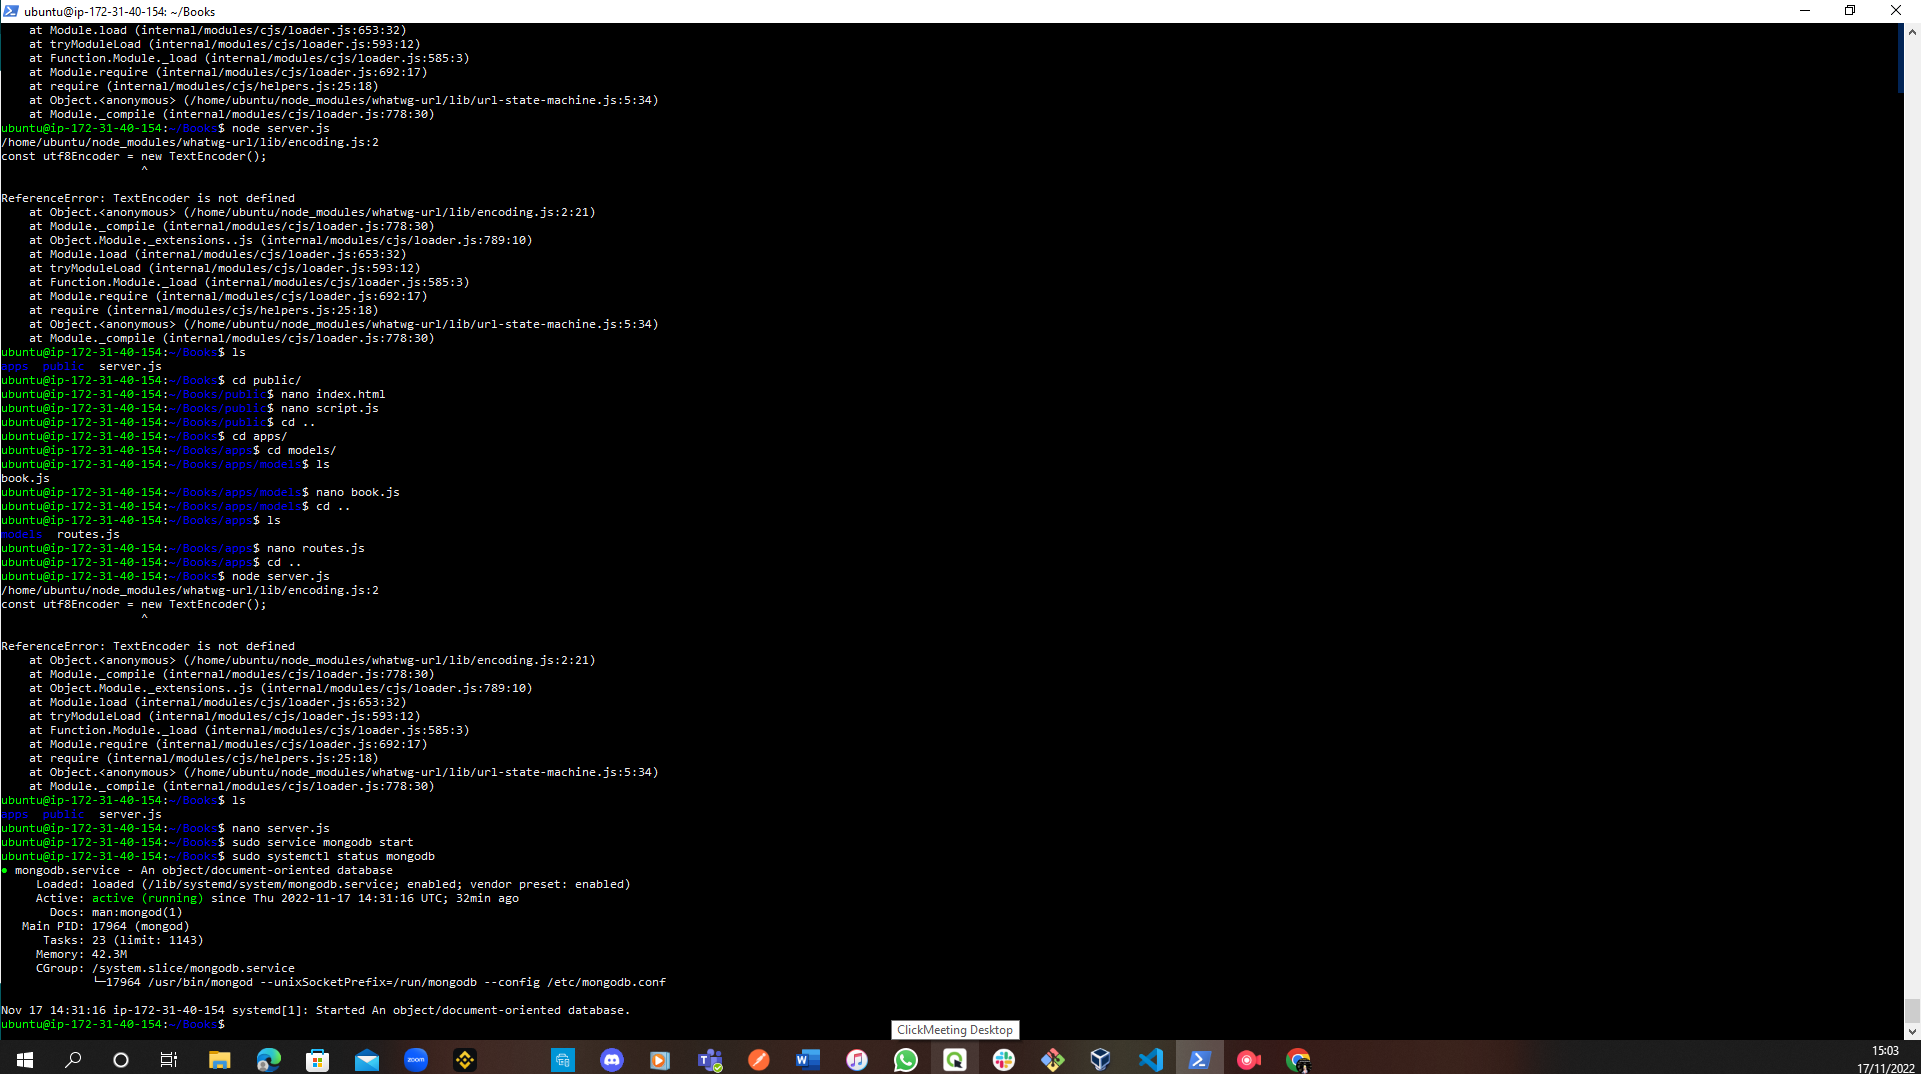 ubuntu@ip-172-31-40-154: ~/Books
    at Module.load (internal/modules/cjs/loader.js:653:32)
    at tryModuleLoad (internal/modules/cjs/loader.js:593:12)
    at Function.Module._load (internal/modules/cjs/loader.js:585:3)
    at Module.require (internal/modules/cjs/loader.js:692:17)
    at require (internal/modules/cjs/helpers.js:25:18)
    at Object.<anonymous> (/home/ubuntu/node_modules/whatwg-url/lib/url-state-machine.js:5:34)
    at Module._compile (internal/modules/cjs/loader.js:778:30)
ubuntu@ip-172-31-40-154:~/Books$ node server.js
/home/ubuntu/node_modules/whatwg-url/lib/encoding.js:2
const utf8Encoder = new TextEncoder();
                    ^
ReferenceError: TextEncoder is not defined
    at Object.<anonymous> (/home/ubuntu/node_modules/whatwg-url/lib/encoding.js:2:21)
    at Module._compile (internal/modules/cjs/loader.js:778:30)
    at Object.Module._extensions..js (internal/modules/cjs/loader.js:789:10)
    at Module.load (internal/modules/cjs/loader.js:653:32)
    at tryModuleLoad (internal/modules/cjs/loader.js:593:12)
    at Function.Module._load (internal/modules/cjs/loader.js:585:3)
    at Module.require (internal/modules/cjs/loader.js:692:17)
    at require (internal/modules/cjs/helpers.js:25:18)
    at Object.<anonymous> (/home/ubuntu/node_modules/whatwg-url/lib/url-state-machine.js:5:34)
    at Module._compile (internal/modules/cjs/loader.js:778:30)
ubuntu@ip-172-31-40-154:~/Books$ ls
apps  public  server.js
ubuntu@ip-172-31-40-154:~/Books$ cd public/
ubuntu@ip-172-31-40-154:~/Books/public$ nano index.html
ubuntu@ip-172-31-40-154:~/Books/public$ nano script.js
ubuntu@ip-172-31-40-154:~/Books/public$ cd ..
ubuntu@ip-172-31-40-154:~/Books$ cd apps/
ubuntu@ip-172-31-40-154:~/Books/apps$ cd models/
ubuntu@ip-172-31-40-154:~/Books/apps/models$ ls
book.js
ubuntu@ip-172-31-40-154:~/Books/apps/models$ nano book.js
ubuntu@ip-172-31-40-154:~/Books/apps/models$ cd ..
ubuntu@ip-172-31-40-154:~/Books/apps$ ls
models  routes.js
ubuntu@ip-172-31-40-154:~/Books/apps$ nano routes.js
ubuntu@ip-172-31-40-154:~/Books/apps$ cd ..
ubuntu@ip-172-31-40-154:~/Books$ node server.js
/home/ubuntu/node_modules/whatwg-url/lib/encoding.js:2
const utf8Encoder = new TextEncoder();
                    ^
ReferenceError: TextEncoder is not defined
    at Object.<anonymous> (/home/ubuntu/node_modules/whatwg-url/lib/encoding.js:2:21)
    at Module._compile (internal/modules/cjs/loader.js:778:30)
    at Object.Module._extensions..js (internal/modules/cjs/loader.js:789:10)
    at Module.load (internal/modules/cjs/loader.js:653:32)
    at tryModuleLoad (internal/modules/cjs/loader.js:593:12)
    at Function.Module._load (internal/modules/cjs/loader.js:585:3)
    at Module.require (internal/modules/cjs/loader.js:692:17)
    at require (internal/modules/cjs/helpers.js:25:18)
    at Object.<anonymous> (/home/ubuntu/node_modules/whatwg-url/lib/url-state-machine.js:5:34)
    at Module._compile (internal/modules/cjs/loader.js:778:30)
ubuntu@ip-172-31-40-154:~/Books$ ls
apps  public  server.js
ubuntu@ip-172-31-40-154:~/Books$ nano server.js
ubuntu@ip-172-31-40-154:~/Books$ sudo service mongodb start
ubuntu@ip-172-31-40-154:~/Books$ sudo systemctl status mongodb
● mongodb.service - An object/document-oriented database
     Loaded: loaded (/lib/systemd/system/mongodb.service; enabled; vendor preset: enabled)
     Active: active (running) since Thu 2022-11-17 14:31:16 UTC; 32min ago
       Docs: man:mongod(1)
   Main PID: 17964 (mongod)
      Tasks: 23 (limit: 1143)
     Memory: 42.3M
     CGroup: /system.slice/mongodb.service
             └─17964 /usr/bin/mongod --unixSocketPrefix=/run/mongodb --config /etc/mongodb.conf
Nov 17 14:31:16 ip-172-31-40-154 systemd[1]: Started An object/document-oriented database.
ubuntu@ip-172-31-40-154:~/Books$
ClickMeeting Desktop
zoom
15:03
17/11/2022